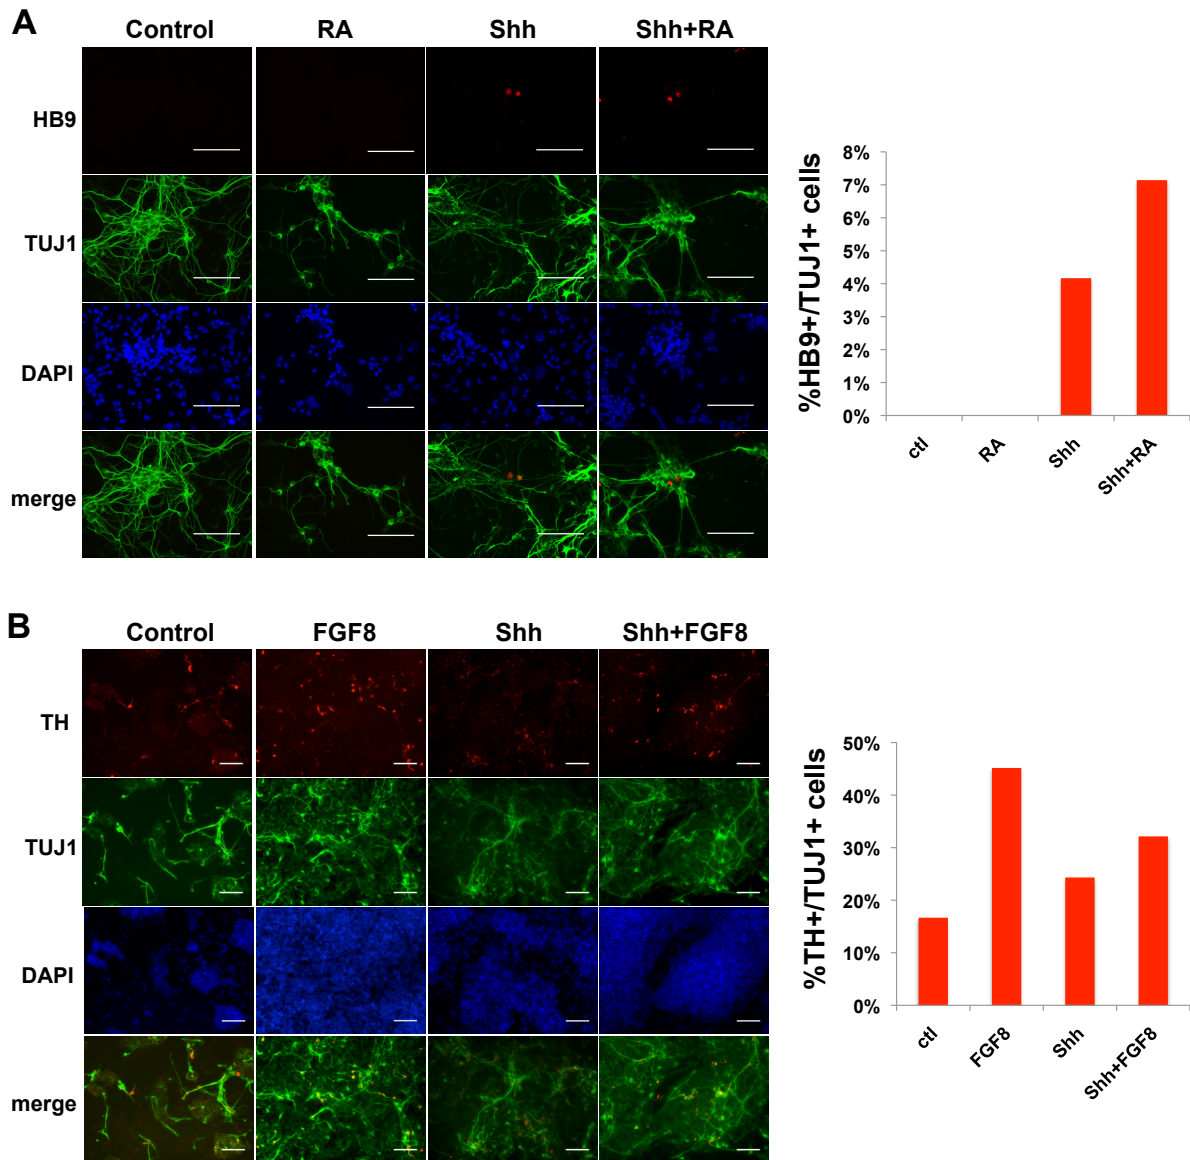 A
Control RA Shh Shh+RA
HB9
TUJ1
DAPI
merge
%HB9+/TUJ1+ cells
8%
7%
6%
5%
4%
3%
2%
1%
0%
ctl RA Shh Shh+RA
B
Control FGF8 Shh Shh+FGF8
TH
TUJ1
DAPI
merge
%TH+/TUJ1+ cells
50%
40%
30%
20%
10%
0%
ctl FGF8 Shh Shh+FGF8